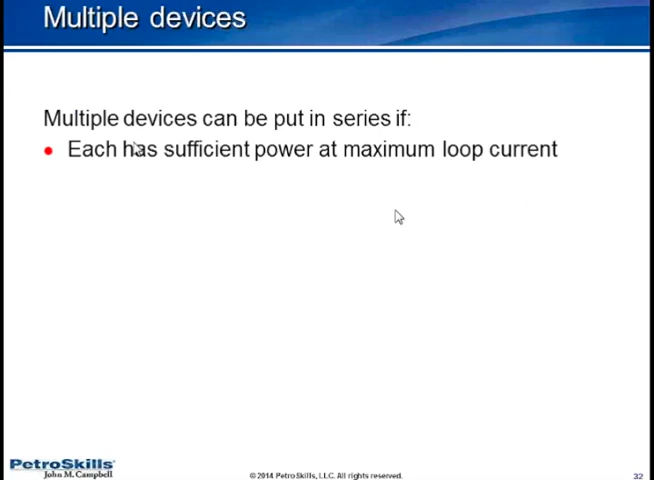 Multiple devices
Multiple devices can be put in series if:
Each has sufficient power at maximum loop current
PetroSkills
John M. Campbell
© 2014 PetroSkills, LLC. All rights reserved.
32